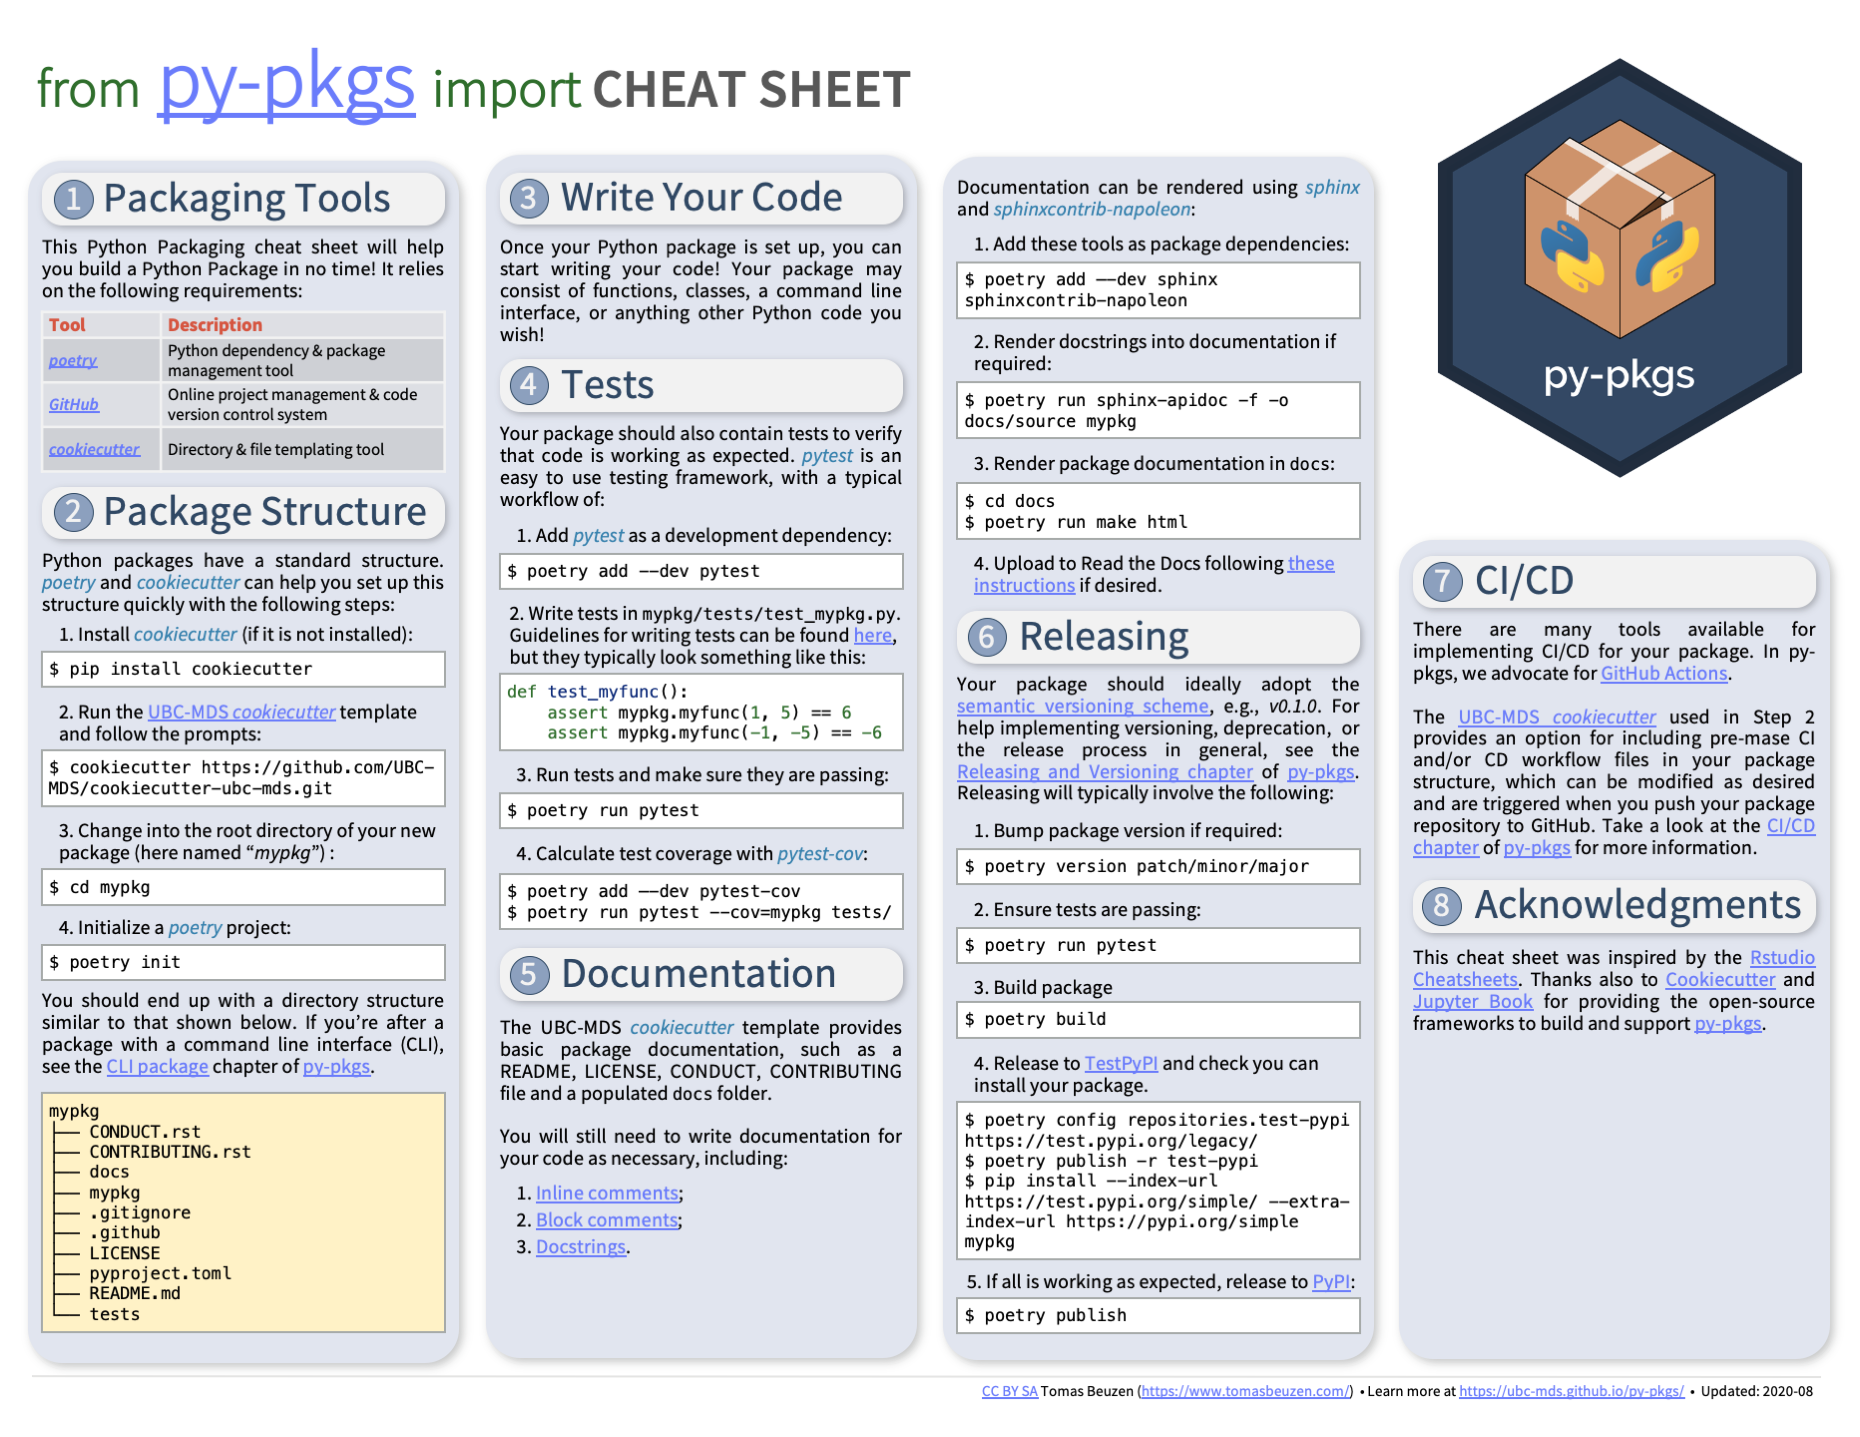 from py-pkgs import CHEAT SHEET
1 Packaging Tools
This Python Packaging cheat sheet will help
you build a Python Package in no time! It relies
on the following requirements:
Tool Description
poetry Python dependency & package
management tool
GitHub Online project management & code
version control system
cookiecutter Directory & file templating tool
2 Package Structure
Python packages have a standard structure.
poetry and cookiecutter can help you set up this
structure quickly with the following steps:
1. Install cookiecutter (if it is not installed):
$ pip install cookiecutter
2. Run the UBC-MDS cookiecutter template
and follow the prompts:
$ cookiecutter https://github.com/UBC-
MDS/cookiecutter-ubc-mds.git
3. Change into the root directory of your new
package (here named “mypkg”) :
$ cd mypkg
4. Initialize a poetry project:
$ poetry init
You should end up with a directory structure
similar to that shown below. If you’re after a
package with a command line interface (CLI),
see the CLI package chapter of py-pkgs.
mypkg
├── CONDUCT.rst
├── CONTRIBUTING.rst
├── docs
├── mypkg
├── .gitignore
├── .github
├── LICENSE
├── pyproject.toml
├── README.md
└── tests
3 Write Your Code
Once your Python package is set up, you can
start writing your code! Your package may
consist of functions, classes, a command line
interface, or anything other Python code you
wish!
4 Tests
Your package should also contain tests to verify
that code is working as expected. pytest is an
easy to use testing framework, with a typical
workflow of:
1. Add pytest as a development dependency:
$ poetry add --dev pytest
2. Write tests in mypkg/tests/test_mypkg.py.
Guidelines for writing tests can be found here,
but they typically look something like this:
def test_myfunc():
    assert mypkg.myfunc(1, 5) == 6
    assert mypkg.myfunc(-1, -5) == -6
3. Run tests and make sure they are passing:
$ poetry run pytest
4. Calculate test coverage with pytest-cov:
$ poetry add --dev pytest-cov
$ poetry run pytest --cov=mypkg tests/
5 Documentation
The UBC-MDS cookiecutter template provides
basic package documentation, such as a
README, LICENSE, CONDUCT, CONTRIBUTING
file and a populated docs folder.
You will still need to write documentation for
your code as necessary, including:
1. Inline comments;
2. Block comments;
3. Docstrings.
Documentation can be rendered using sphinx
and sphinxcontrib-napoleon:
1. Add these tools as package dependencies:
$ poetry add --dev sphinx
sphinxcontrib-napoleon
2. Render docstrings into documentation if
required:
$ poetry run sphinx-apidoc -f -o
docs/source mypkg
3. Render package documentation in docs:
$ cd docs
$ poetry run make html
4. Upload to Read the Docs following these
instructions if desired.
6 Releasing
Your package should ideally adopt the
semantic versioning scheme, e.g., v0.1.0. For
help implementing versioning, deprecation, or
the release process in general, see the
Releasing and Versioning chapter of py-pkgs.
Releasing will typically involve the following:
1. Bump package version if required:
$ poetry version patch/minor/major
2. Ensure tests are passing:
$ poetry run pytest
3. Build package
$ poetry build
4. Release to TestPyPI and check you can
install your package.
$ poetry config repositories.test-pypi
https://test.pypi.org/legacy/
$ poetry publish -r test-pypi
$ pip install --index-url
https://test.pypi.org/simple/ --extra-
index-url https://pypi.org/simple
mypkg
5. If all is working as expected, release to PyPI:
$ poetry publish
py-pkgs
7 CI/CD
There are many tools available for
implementing CI/CD for your package. In py-
pkgs, we advocate for GitHub Actions.
The UBC-MDS cookiecutter used in Step 2
provides an option for including pre-mase CI
and/or CD workflow files in your package
structure, which can be modified as desired
and are triggered when you push your package
repository to GitHub. Take a look at the CI/CD
chapter of py-pkgs for more information.
8 Acknowledgments
This cheat sheet was inspired by the Rstudio
Cheatsheets. Thanks also to Cookiecutter and
Jupyter Book for providing the open-source
frameworks to build and support py-pkgs.
CC BY SA Tomas Beuzen (https://www.tomasbeuzen.com/) • Learn more at https://ubc-mds.github.io/py-pkgs/ • Updated: 2020-08